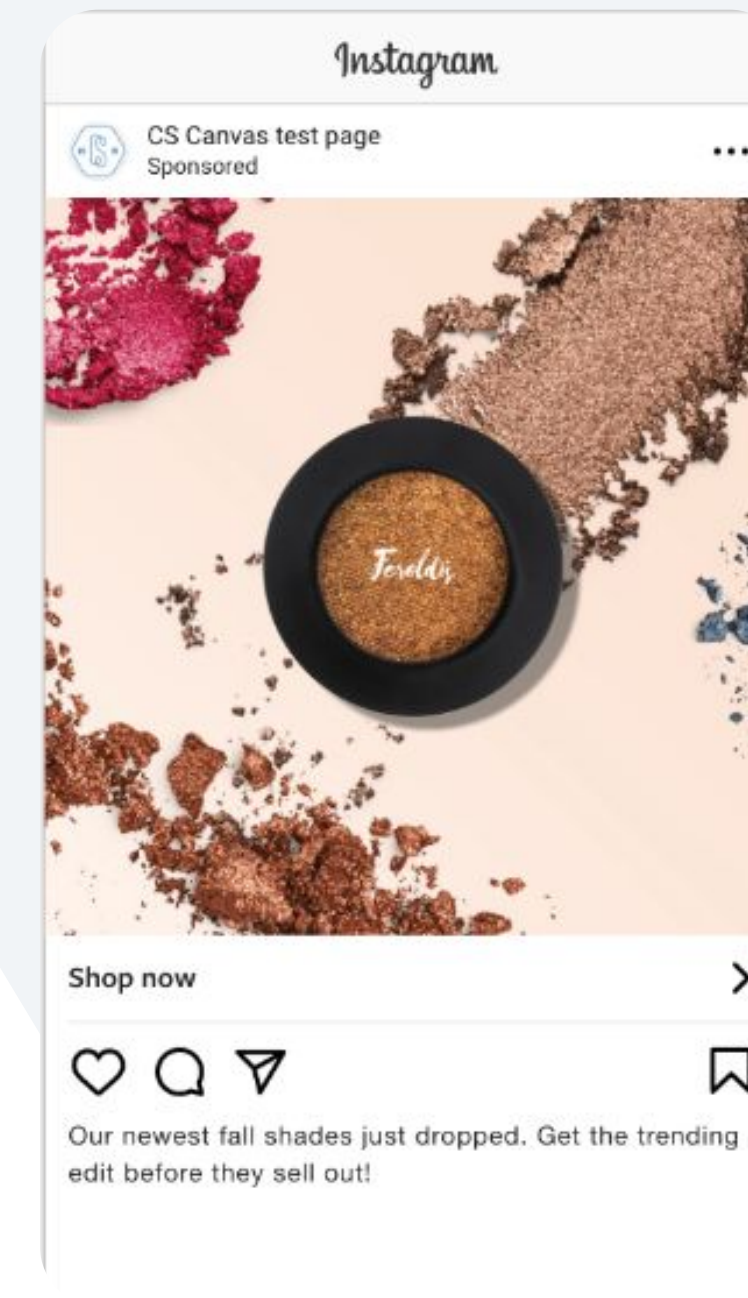 Instagram
CS Canvas test page
Sponsored
Feroldis
Shop now
Our newest fall shades just dropped. Get the trending
edit before they sell out!